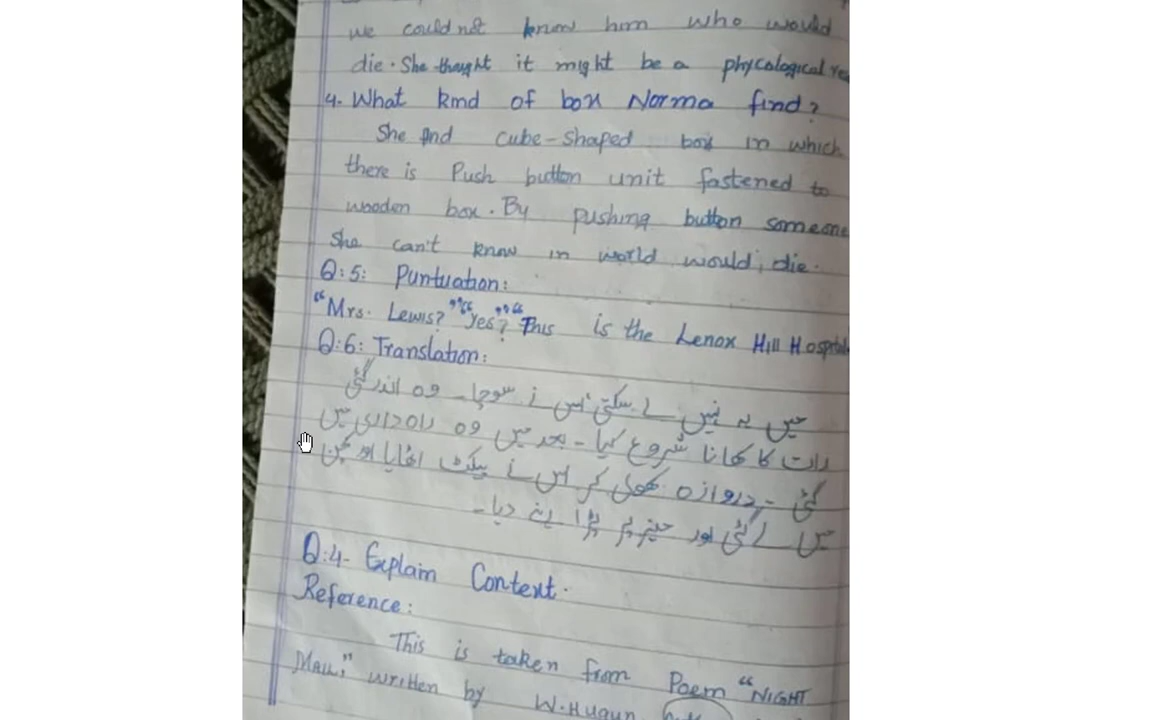 we could not know him who would
die. She thought it might be a phycological
4. What kind of box Norma find?
She find cube-shaped box in which
there is Push button unit fastened to
wooden box. By pushing button someone
She can't know in world would, die.
Q:5: Puntuation:
"Mrs. Lewis?" "Yes?" "This is the Lenox Hill Hospital
Q:6: Translation:
میں یہ نہیں لے سکتی اس نے سوچا۔ وہ اندر گئی
رات کا کھانا شروع کیا ۔ بعد میں وہ راہداری میں
گئی ۔ دروازہ کھول کر اس نے پیکٹ اٹھایا اور کچن
میں لے گئی اور میز پر پڑا رہنے دیا۔
Q:4- Explain Context.
Reference:
This is taken from Poem "NIGHT
Mail," written by W.Hugun